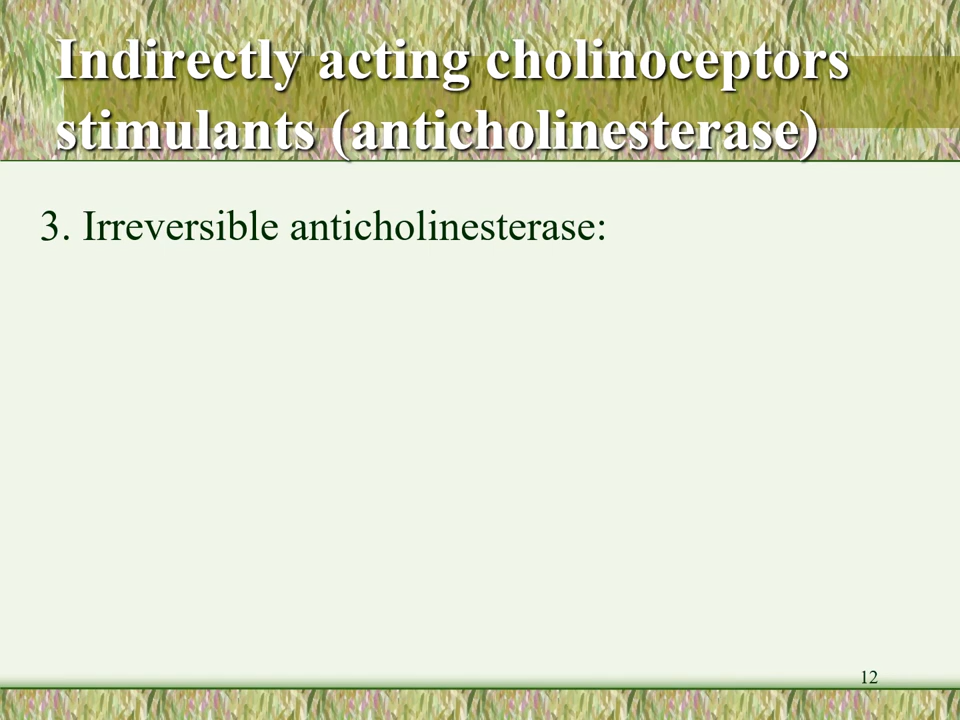 Indirectly acting cholinoceptors
stimulants (anticholinesterase)
3. Irreversible anticholinesterase:
12